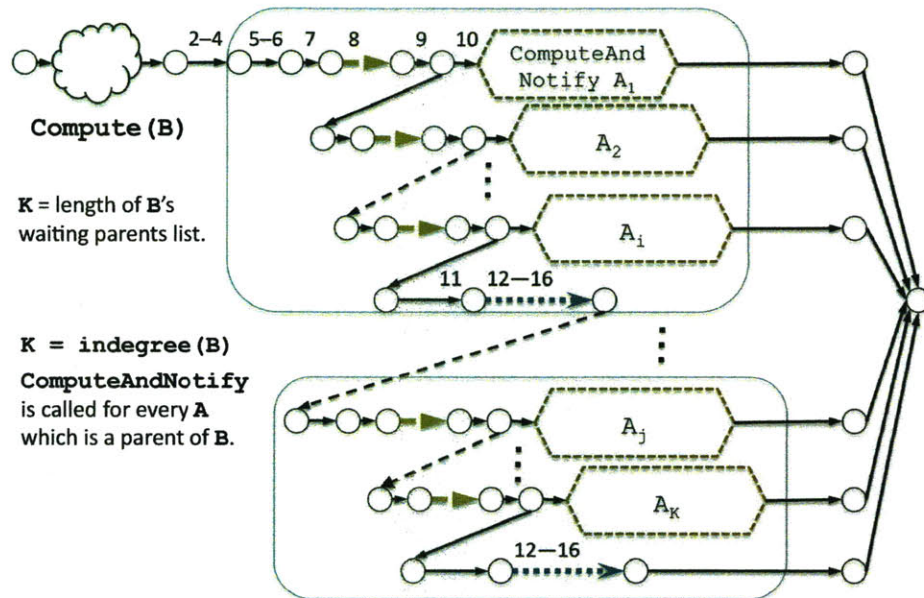 2–4 5–6 7 8 9 10
ComputeAnd
Notify A₁
Compute(B)
A₂
K = length of B's
waiting parents list.
Aᵢ
11 12—16
K = indegree(B)
ComputeAndNotify
is called for every A
which is a parent of B.
Aⱼ
A_K
12—16